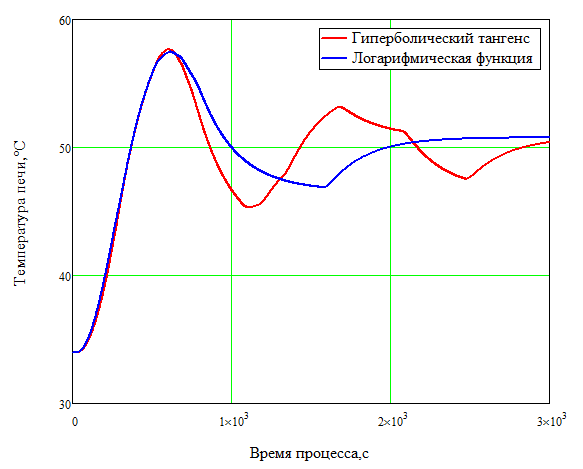 60
Гиперболический тангенс
Логарифмическая функция
50
Температура печи,°С
40
30
0
1×10³
2×10³
3×10³
Время процесса,с